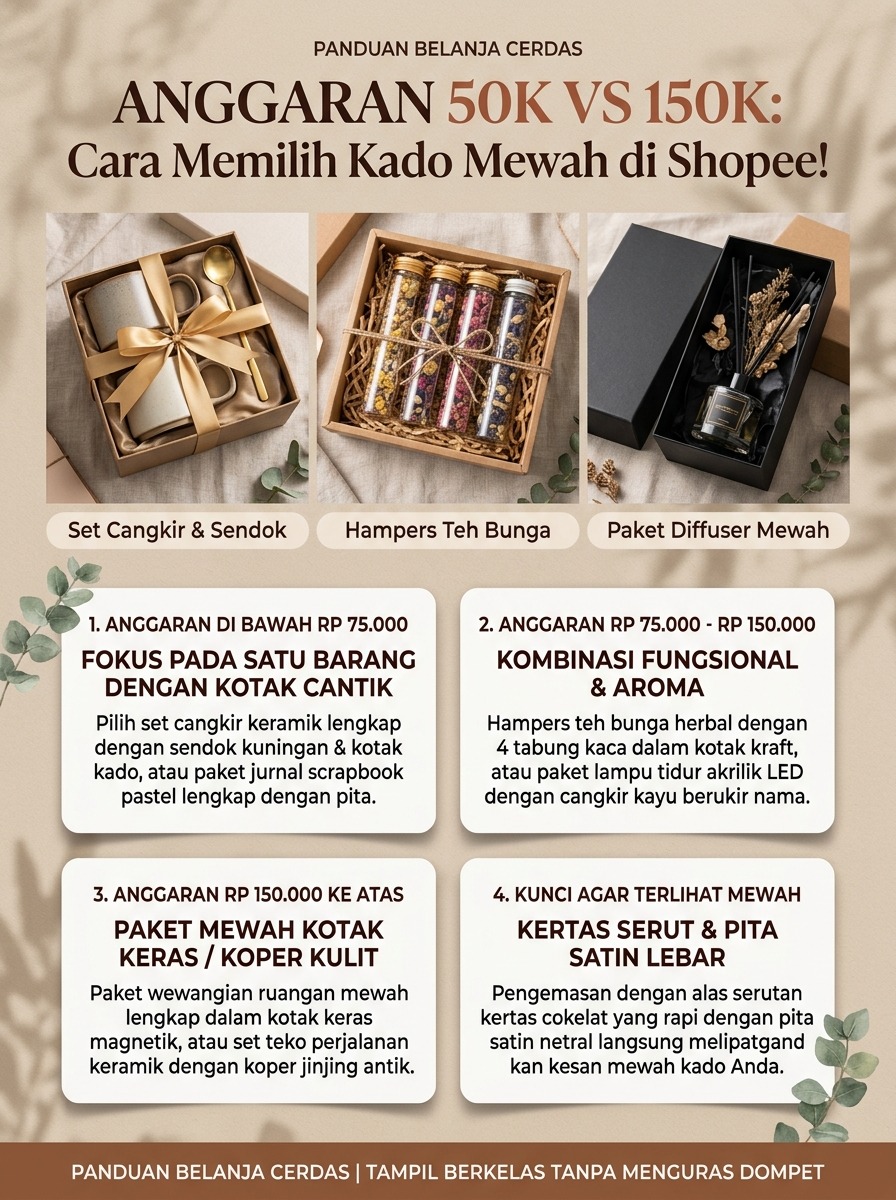 PANDUAN BELANJA CERDAS
ANGGARAN 50K VS 150K:
Cara Memilih Kado Mewah di Shopee!
Set Cangkir & Sendok
Hampers Teh Bunga
Paket Diffuser Mewah
1. ANGGARAN DI BAWAH RP 75.000
FOKUS PADA SATU BARANG
DENGAN KOTAK CANTIK
Pilih set cangkir keramik lengkap
dengan sendok kuningan & kotak
kado, atau paket jurnal scrapbook
pastel lengkap dengan pita.
2. ANGGARAN RP 75.000 - RP 150.000
KOMBINASI FUNGSIONAL
& AROMA
Hampers teh bunga herbal dengan
4 tabung kaca dalam kotak kraft,
atau paket lampu tidur akrilik LED
dengan cangkir kayu berukir nama.
3. ANGGARAN RP 150.000 KE ATAS
PAKET MEWAH KOTAK
KERAS / KOPER KULIT
Paket wewangian ruangan mewah
lengkap dalam kotak keras
magnetik, atau set teko perjalanan
keramik dengan koper jinjing antik.
4. KUNCI AGAR TERLIHAT MEWAH
KERTAS SERUT & PITA
SATIN LEBAR
Pengemasan dengan alas serutan
kertas cokelat yang rapi dengan pita
satin netral langsung melipatgand
kan kesan mewah kado Anda.
PANDUAN BELANJA CERDAS | TAMPIL BERKELAS TANPA MENGURAS DOMPET